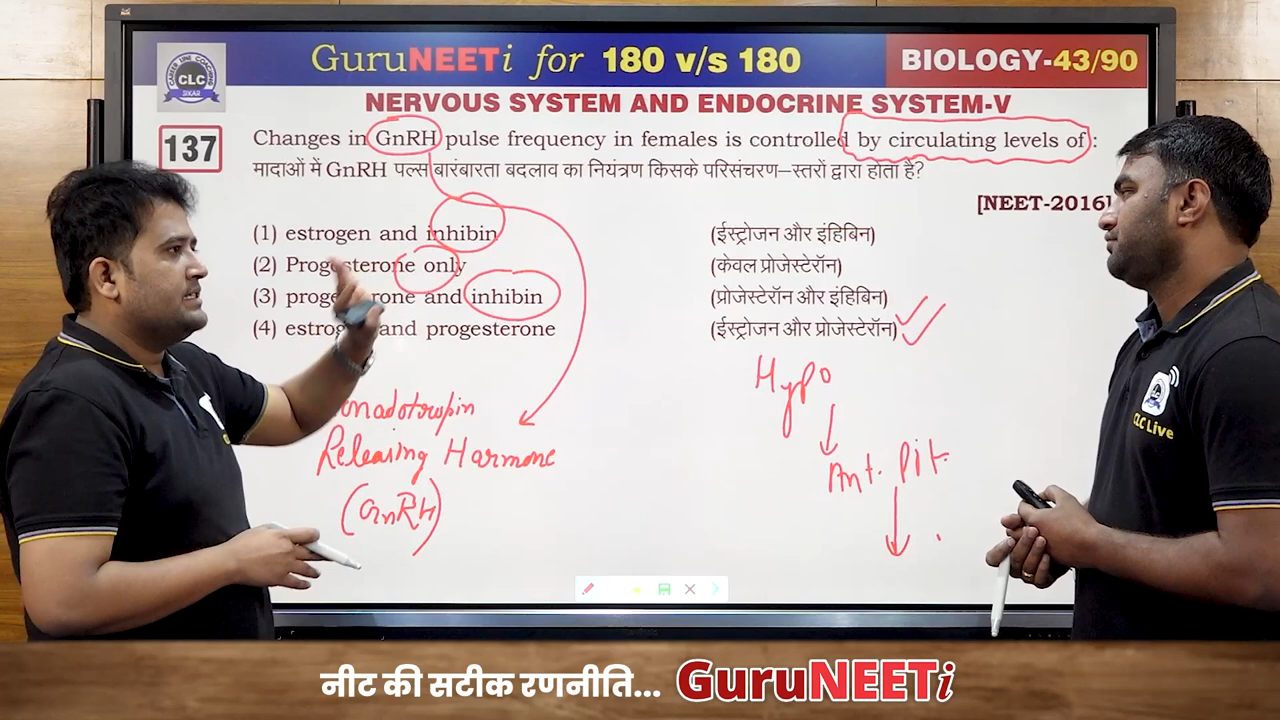 GuruNEETi for 180 v/s 180
BIOLOGY-43/90
CLC
SIKAR
NERVOUS SYSTEM AND ENDOCRINE SYSTEM-V
137
Changes in GnRH pulse frequency in females is controlled by circulating levels of :
मादाओं में GnRH पल्स बारंबारता बदलाव का नियंत्रण किसके परिसंचरण–स्तरों द्वारा होता है?
[NEET-2016]
(1) estrogen and inhibin (ईस्ट्रोजन और इंहिबिन)
(2) Progesterone only (केवल प्रोजेस्टेरॉन)
(3) progesterone and inhibin (प्रोजेस्टेरॉन और इंहिबिन)
(4) estrogen and progesterone (ईस्ट्रोजन और प्रोजेस्टेरॉन)
Hypo
Ant. Pit.
Releasing Harmone
(GnRH)
CLC Live
नीट की सटीक रणनीति... GuruNEETi